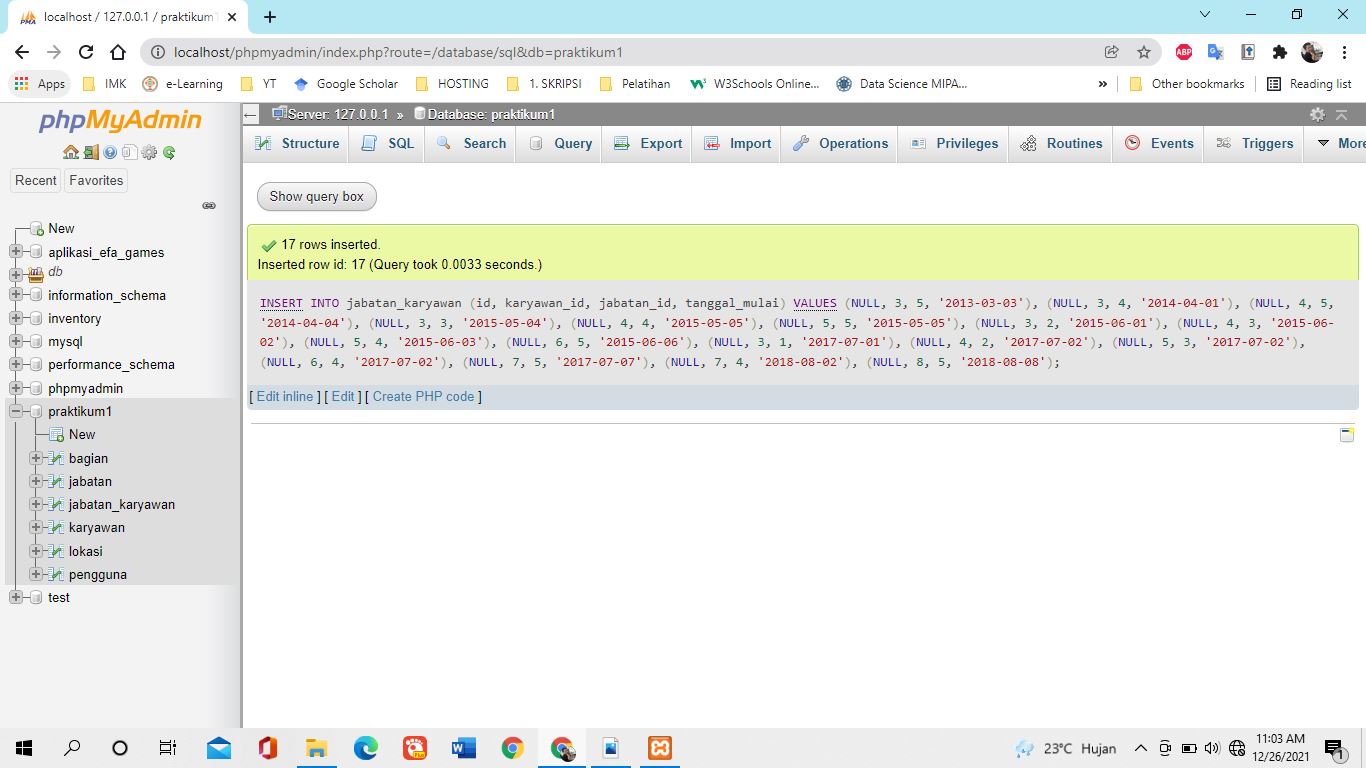 localhost / 127.0.0.1 / praktikum1
localhost/phpmyadmin/index.php?route=/database/sql&db=praktikum1
Apps IMK e-Learning YT Google Scholar HOSTING 1. SKRIPSI Pelatihan W3Schools Online... Data Science MIPA... » Other bookmarks Reading list
phpMyAdmin
Recent Favorites
New
aplikasi_efa_games
db
information_schema
inventory
mysql
performance_schema
phpmyadmin
praktikum1
New
bagian
jabatan
jabatan_karyawan
karyawan
lokasi
pengguna
test
Server: 127.0.0.1 » Database: praktikum1
Structure SQL Search Query Export Import Operations Privileges Routines Events Triggers More
Show query box
17 rows inserted.
Inserted row id: 17 (Query took 0.0033 seconds.)
INSERT INTO jabatan_karyawan (id, karyawan_id, jabatan_id, tanggal_mulai) VALUES (NULL, 3, 5, '2013-03-03'), (NULL, 3, 4, '2014-04-01'), (NULL, 4, 5,
'2014-04-04'), (NULL, 3, 3, '2015-05-04'), (NULL, 4, 4, '2015-05-05'), (NULL, 5, 5, '2015-05-05'), (NULL, 3, 2, '2015-06-01'), (NULL, 4, 3, '2015-06-
02'), (NULL, 5, 4, '2015-06-03'), (NULL, 6, 5, '2015-06-06'), (NULL, 3, 1, '2017-07-01'), (NULL, 4, 2, '2017-07-02'), (NULL, 5, 3, '2017-07-02'),
(NULL, 6, 4, '2017-07-02'), (NULL, 7, 5, '2017-07-07'), (NULL, 7, 4, '2018-08-02'), (NULL, 8, 5, '2018-08-08');
[ Edit inline ] [ Edit ] [ Create PHP code ]
23°C Hujan
11:03 AM
12/26/2021
1